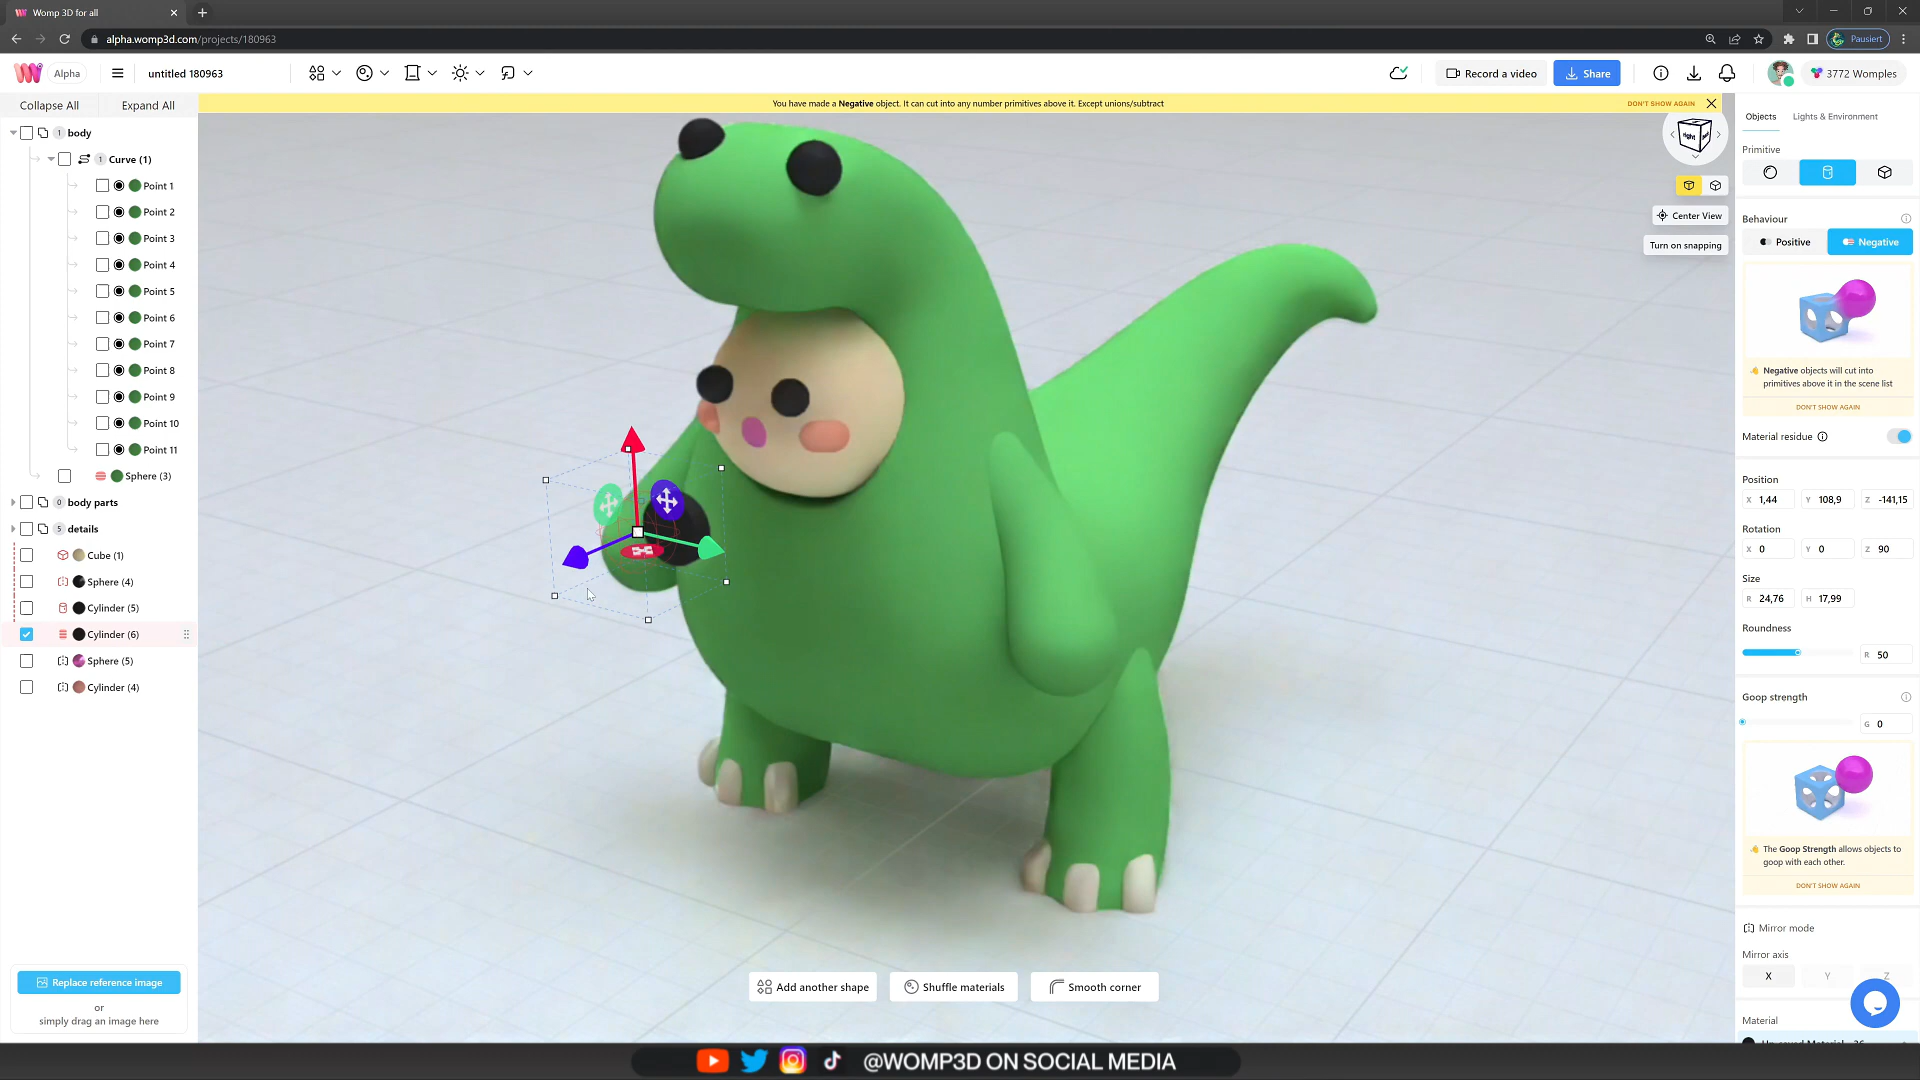 Womp 3D for all
alpha.womp3d.com/projects/180963
Pausiert
Alpha
untitled 180963
Record a video
Share
3772 Womples
Collapse All
Expand All
You have made a Negative object. It can cut into any number primitives above it. Except unions/subtract
DON'T SHOW AGAIN
1 body
1 Curve (1)
Point 1
Point 2
Point 3
Point 4
Point 5
Point 6
Point 7
Point 8
Point 9
Point 10
Point 11
Sphere (3)
0 body parts
5 details
Cube (1)
Sphere (4)
Cylinder (5)
Cylinder (6)
Sphere (5)
Cylinder (4)
Replace reference image
or
simply drag an image here
right
Center View
Turn on snapping
Objects
Lights & Environment
Primitive
Behaviour
Positive
Negative
Negative objects will cut into
primitives above it in the scene list
DON'T SHOW AGAIN
Material residue
Position
X 1,44 Y 108,9 Z -141,15
Rotation
X 0 Y 0 Z 90
Size
R 24,76 H 17,99
Roundness
R 50
Goop strength
G 0
The Goop Strength allows objects to
goop with each other.
DON'T SHOW AGAIN
Mirror mode
Mirror axis
X Y Z
Material
Add another shape
Shuffle materials
Smooth corner
@WOMP3D ON SOCIAL MEDIA